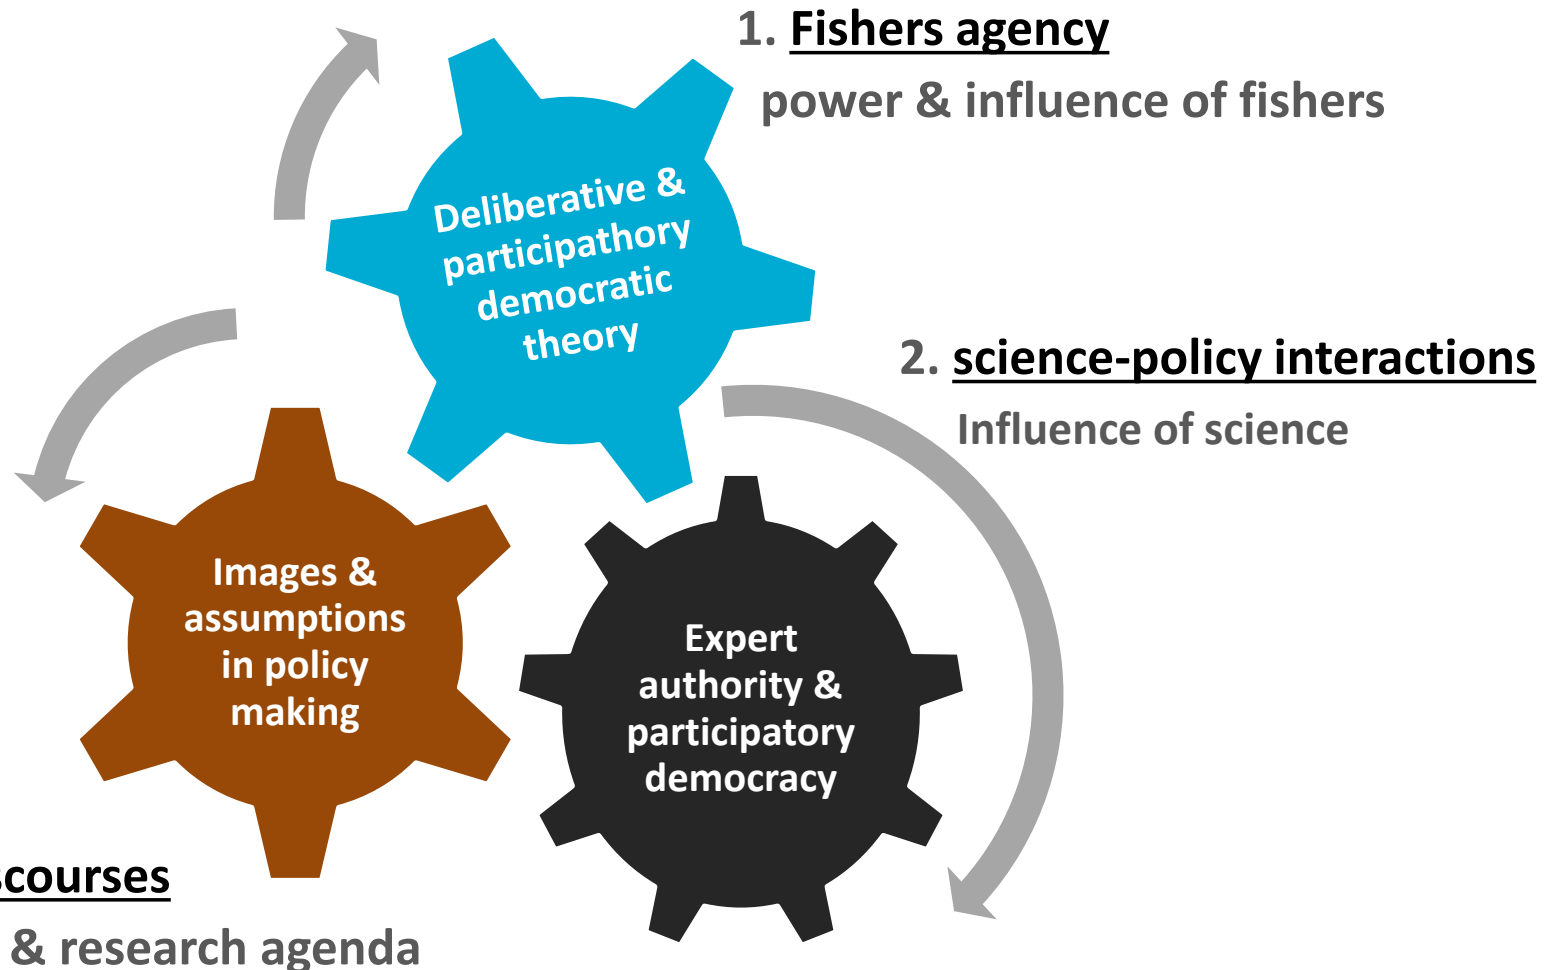 1. Fishers agency
power & influence of fishers
Deliberative &
participathory
democratic
theory
2. science-policy interactions
Influence of science
Images &
assumptions
in policy
making
Expert
authority &
participatory
democracy
& research agenda